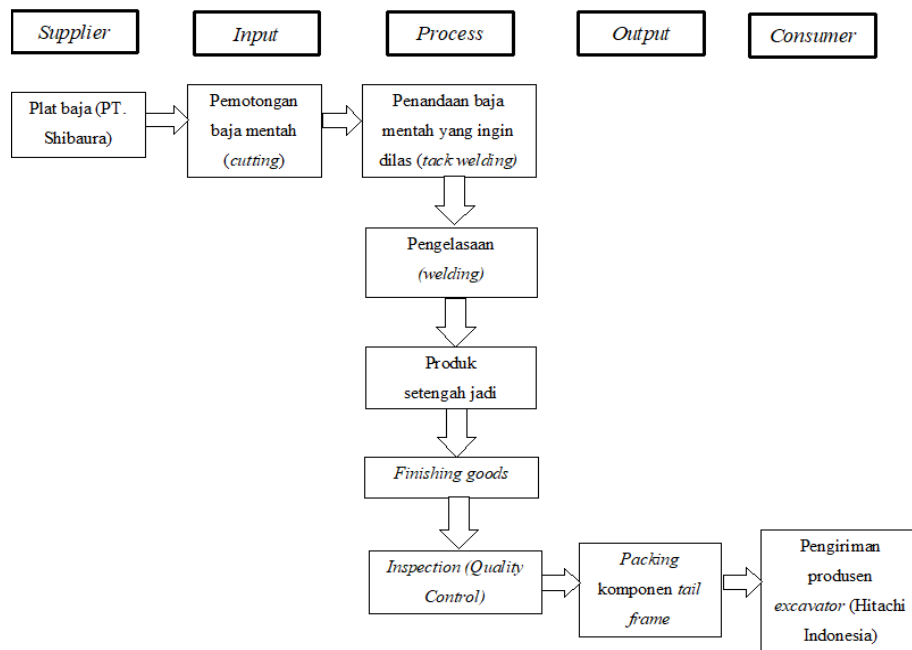 Supplier
Input
Process
Output
Consumer
Plat baja (PT.
Shibaura)
Pemotongan
baja mentah
(cutting)
Penandaan baja
mentah yang ingin
dilas (tack welding)
Pengelasaan
(welding)
Produk
setengah jadi
Finishing goods
Inspection (Quality
Control)
Packing
komponen tail
frame
Pengiriman
produsen
excavator (Hitachi
Indonesia)